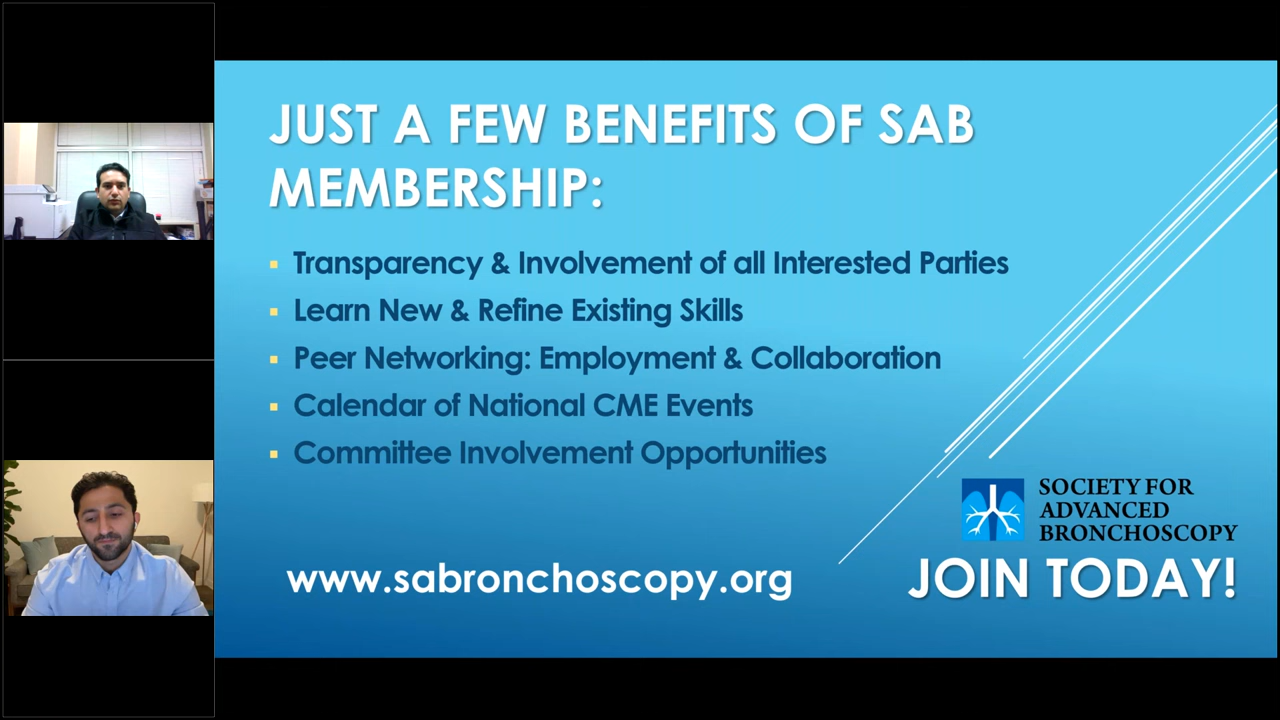 JUST A FEW BENEFITS OF SAB
MEMBERSHIP:
Transparency & Involvement of all Interested Parties
Learn New & Refine Existing Skills
Peer Networking: Employment & Collaboration
Calendar of National CME Events
Committee Involvement Opportunities
SOCIETY FOR
ADVANCED
BRONCHOSCOPY
www.sabronchoscopy.org
JOIN TODAY!